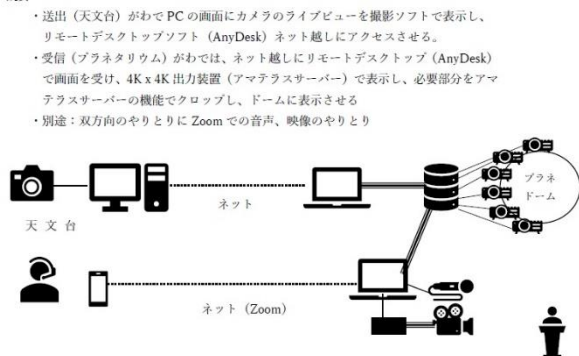 ・送出（天文台）がわで PC の画面にカメラのライブビューを撮影ソフトで表示し、
リモートデスクトップソフト（AnyDesk）ネット越しにアクセスさせる。
・受信（プラネタリウム）がわでは、ネット越しにリモートデスクトップ（AnyDesk）
で画面を受け、4K x 4K 出力装置（アマテラスサーバー）で表示し、必要部分をアマ
テラスサーバーの機能でクロップし、ドームに表示させる
・別途：双方向のやりとりに Zoom での音声、映像のやりとり
プラネ
ドーム
ネット
天 文 台
ネット（Zoom）